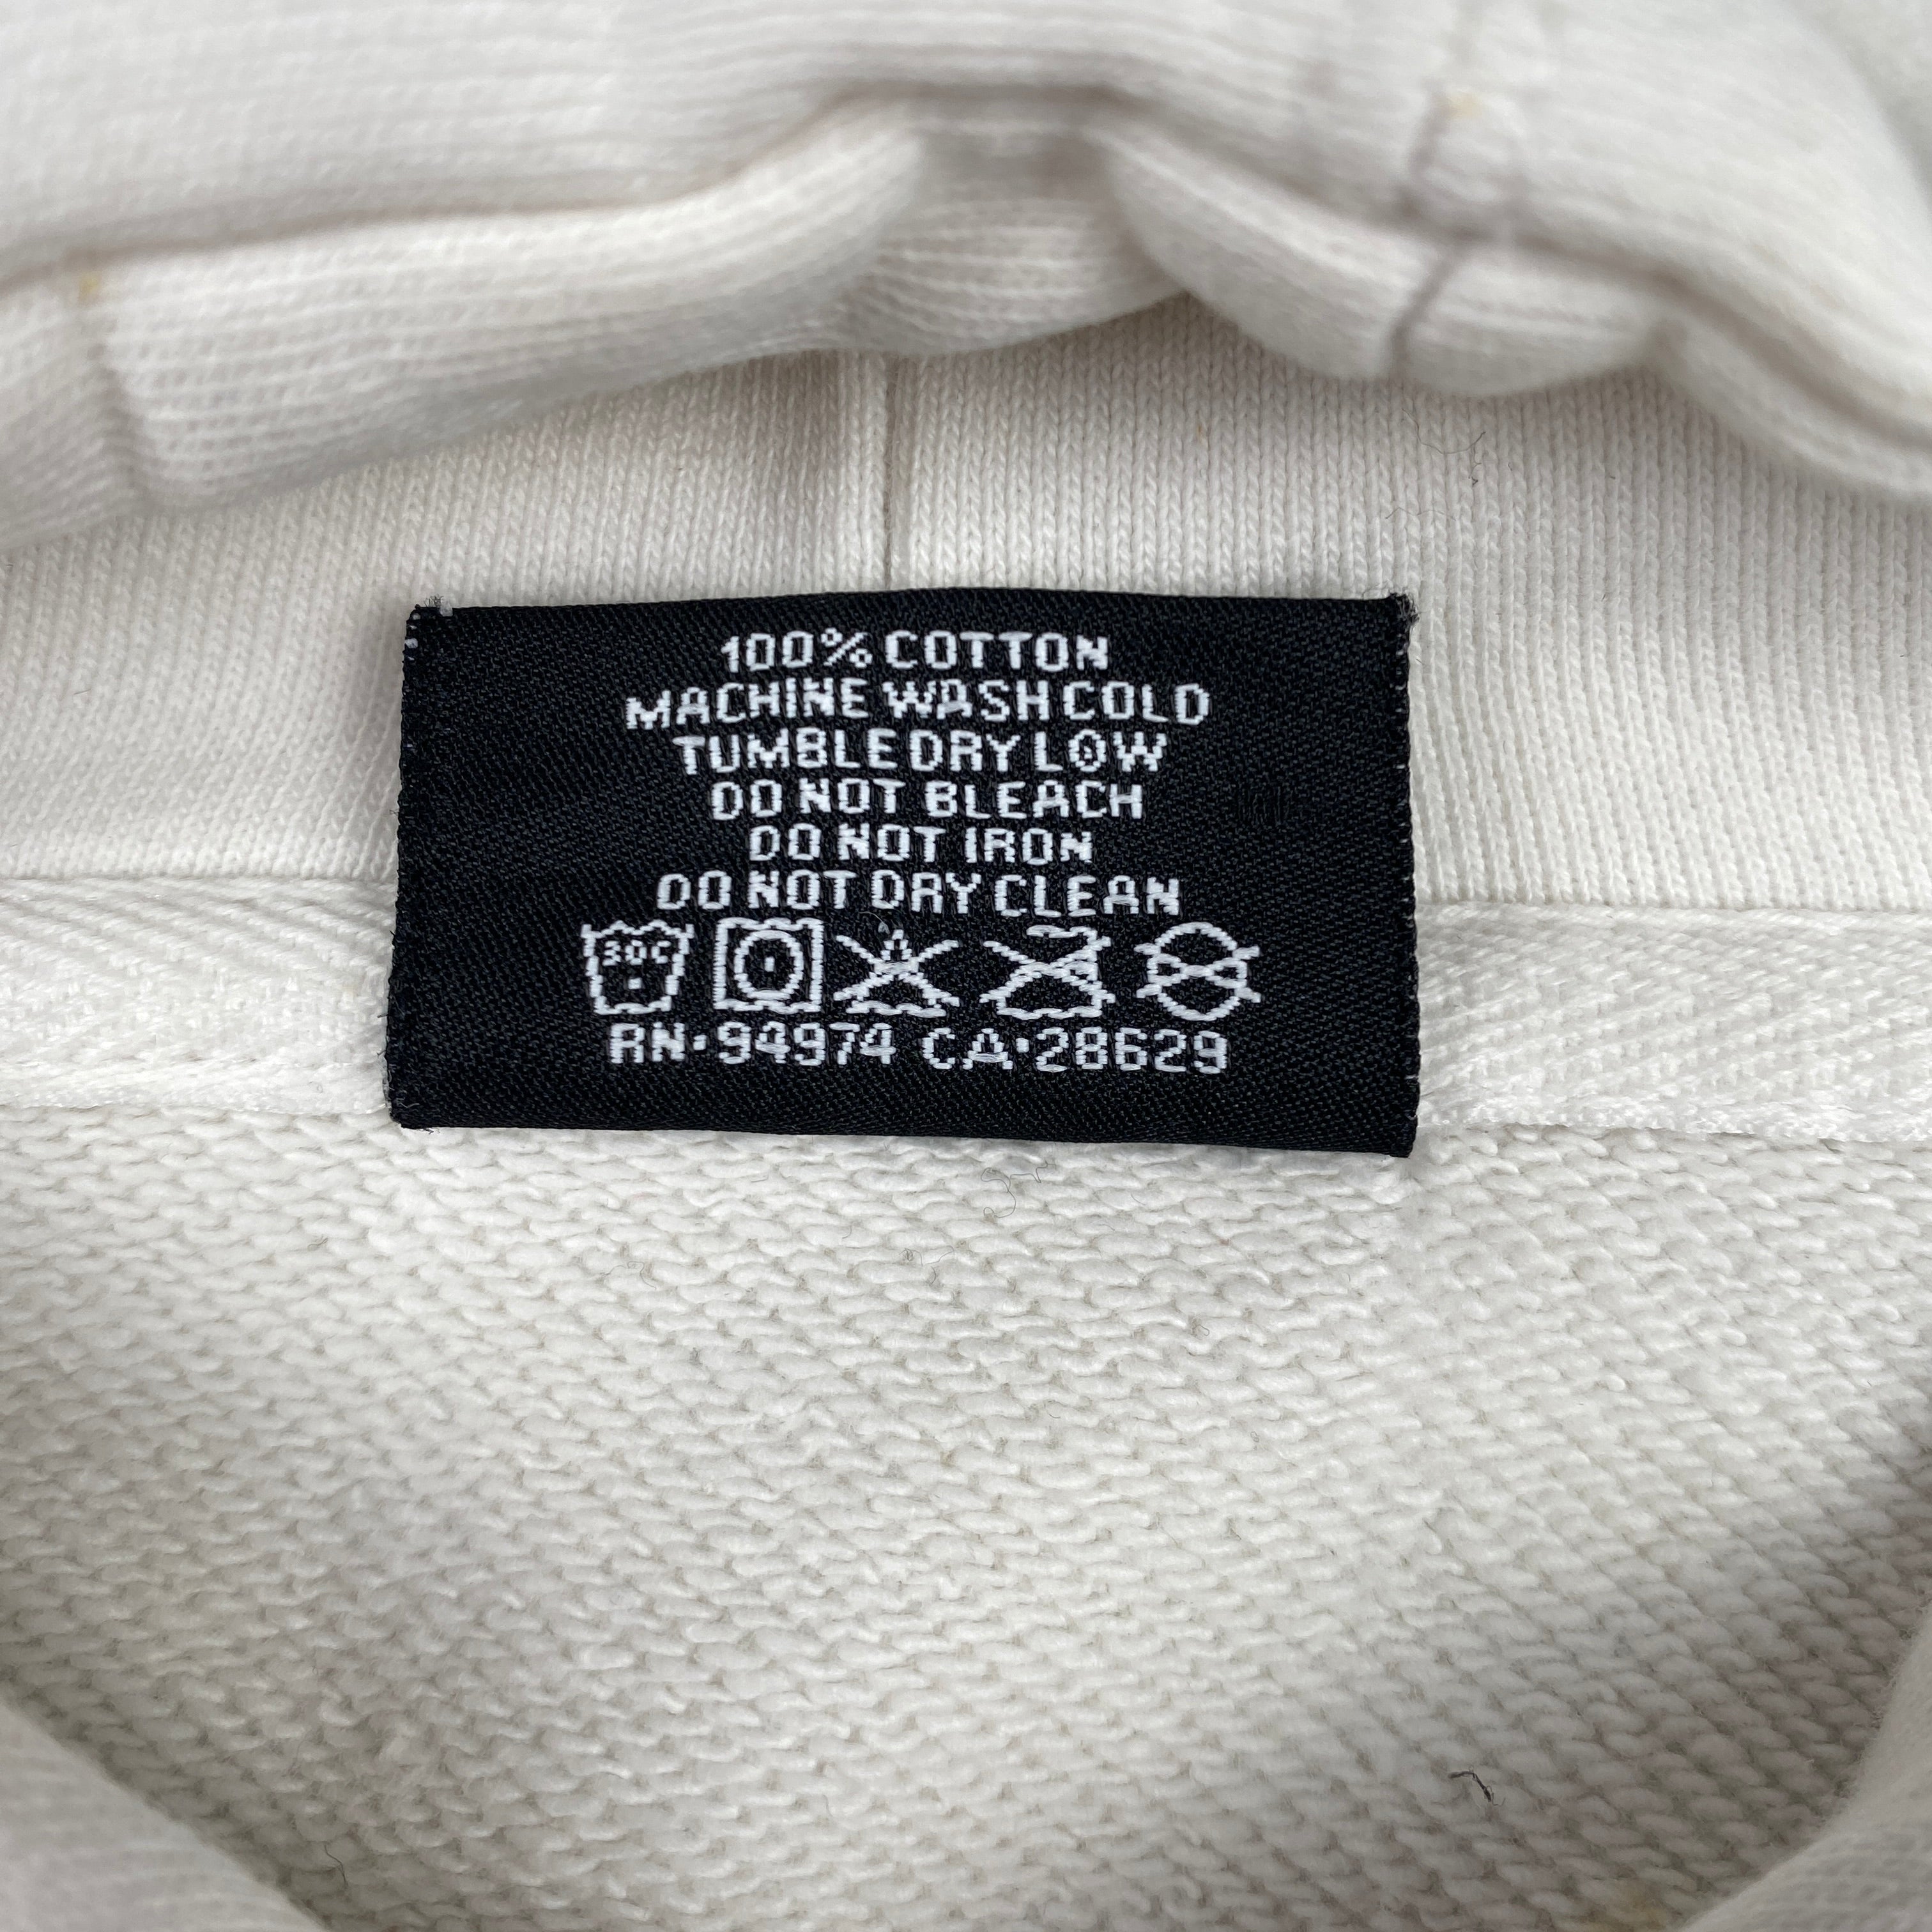 100% COTTON
MACHINE WASH COLD
TUMBLE DRY LOW
DO NOT BLEACH
DO NOT IRON
DO NOT DRY CLEAN
30C
RN·94974 CA·28629